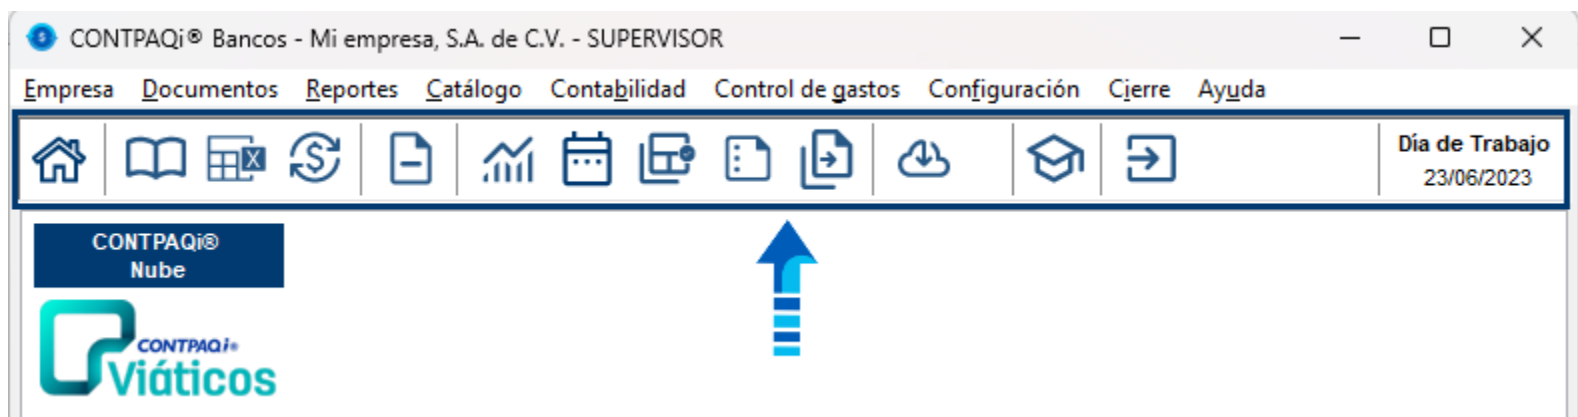 CONTPAQi® Bancos - Mi empresa, S.A. de C.V. - SUPERVISOR
Empresa Documentos Reportes Catálogo Contabilidad Control de gastos Configuración Cierre Ayuda
X
$
Día de Trabajo
23/06/2023
CONTPAQi®
Nube
CONTPAQi®
Viáticos